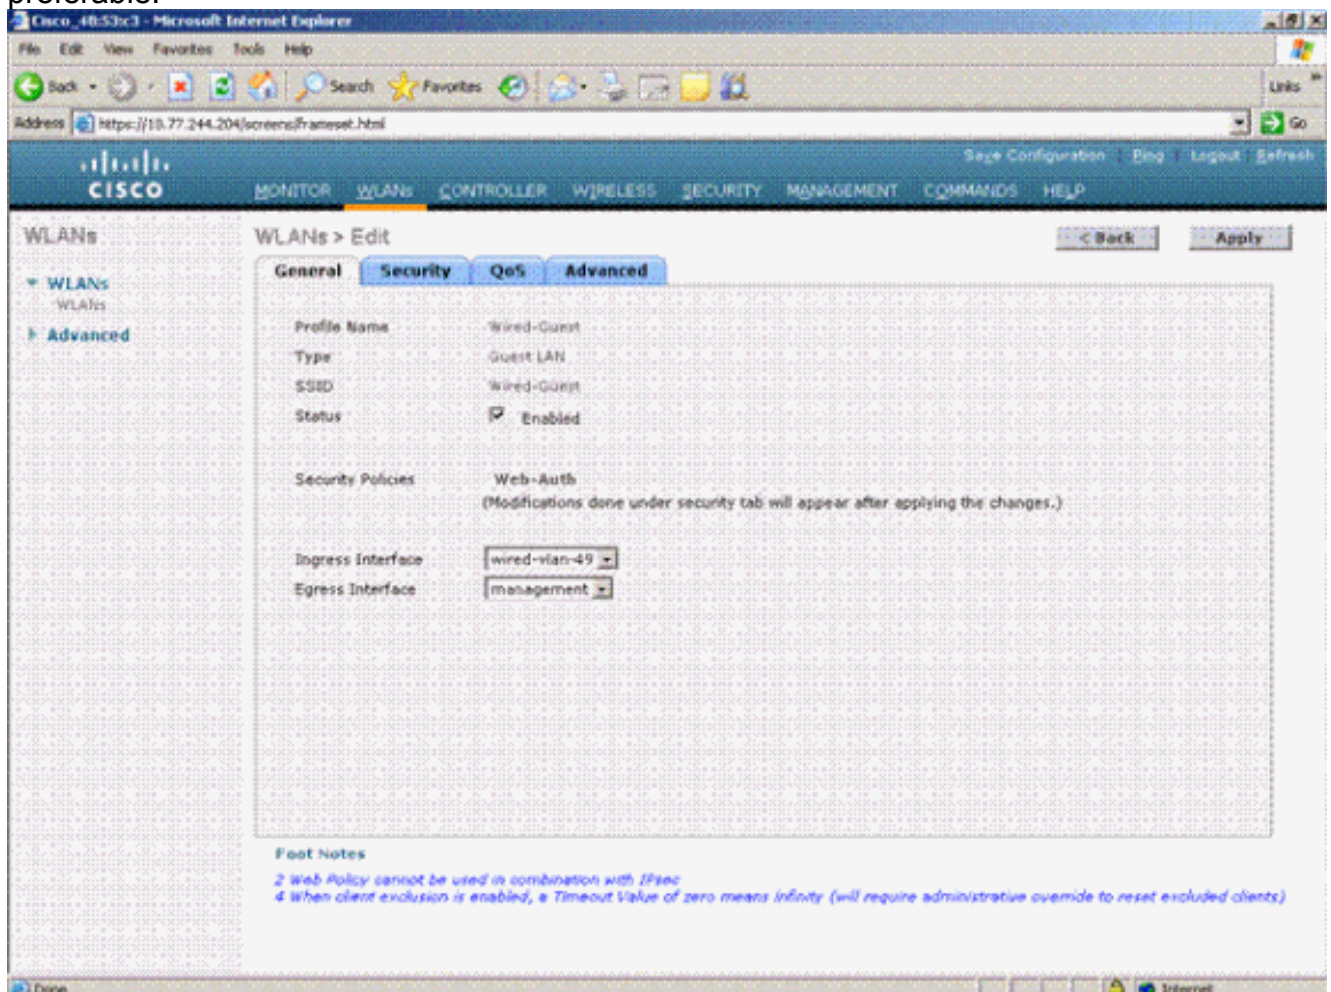 preferable.
Cisco_48:53:c3 - Microsoft Internet Explorer
File Edit View Favorites Tools Help
Back Search Favorites Links
Address https://10.77.244.204/screens/frameset.html Go
Save Configuration Ping Logout Refresh
CISCO MONITOR WLANs CONTROLLER WIRELESS SECURITY MANAGEMENT COMMANDS HELP
WLANs
WLANs
WLANs
Advanced
WLANs > Edit
< Back Apply
General Security QoS Advanced
Profile Name Wired-Guest
Type Guest LAN
SSID Wired-Guest
Status Enabled
Security Policies Web-Auth
(Modifications done under security tab will appear after applying the changes.)
Ingress Interface wired-vlan-49
Egress Interface management
Foot Notes
2 Web Policy cannot be used in combination with IPsec
4 When client exclusion is enabled, a Timeout Value of zero means infinity (will require administrative override to reset excluded clients)
Done Internet